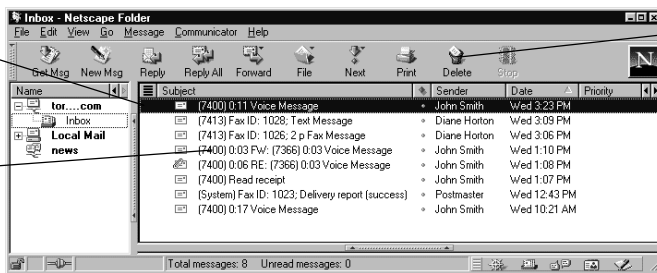 Inbox - Netscape Folder
File Edit View Go Message Communicator Help
Get Msg New Msg Reply Reply All Forward File Next Print Delete Stop
N
Name Subject Sender Date Priority
tor....com
Inbox
Local Mail
news
(7400) 0:11 Voice Message John Smith Wed 3:23 PM
(7413) Fax ID: 1028; Text Message Diane Horton Wed 3:09 PM
(7413) Fax ID: 1026; 2 p Fax Message Diane Horton Wed 3:06 PM
(7400) 0:03 FW: (7366) 0:03 Voice Message John Smith Wed 1:10 PM
(7400) 0:06 RE: (7366) 0:03 Voice Message John Smith Wed 1:08 PM
(7400) Read receipt John Smith Wed 1:07 PM
(System) Fax ID: 1023; Delivery report (success) Postmaster Wed 12:43 PM
(7400) 0:17 Voice Message John Smith Wed 10:21 AM
Total messages: 8 Unread messages: 0